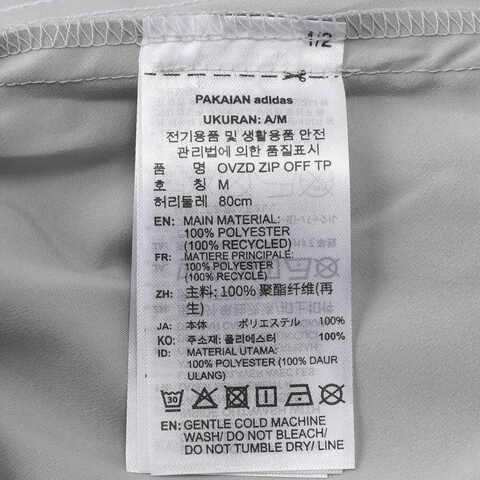 1/2
PAKAIAN adidas
UKURAN: A/M
전기용품 및 생활용품 안전
관리법에 의한 품질표시
품 명 OVZD ZIP OFF TP
호 칭 M
허리둘레 80cm
EN: MAIN MATERIAL:
100% POLYESTER
(100% RECYCLED)
FR: MATIERE PRINCIPALE:
100% POLYESTER
(100% RECYCLÉ)
ZH: 主料: 100% 聚酯纤维(再
生)
JA: 本体 ポリエステル 100%
KO: 주소재: 폴리에스터 100%
ID: MATERIAL UTAMA:
100% POLYESTER (100% DAUR
ULANG)
30
EN: GENTLE COLD MACHINE
WASH/ DO NOT BLEACH/
DO NOT TUMBLE DRY/ LINE